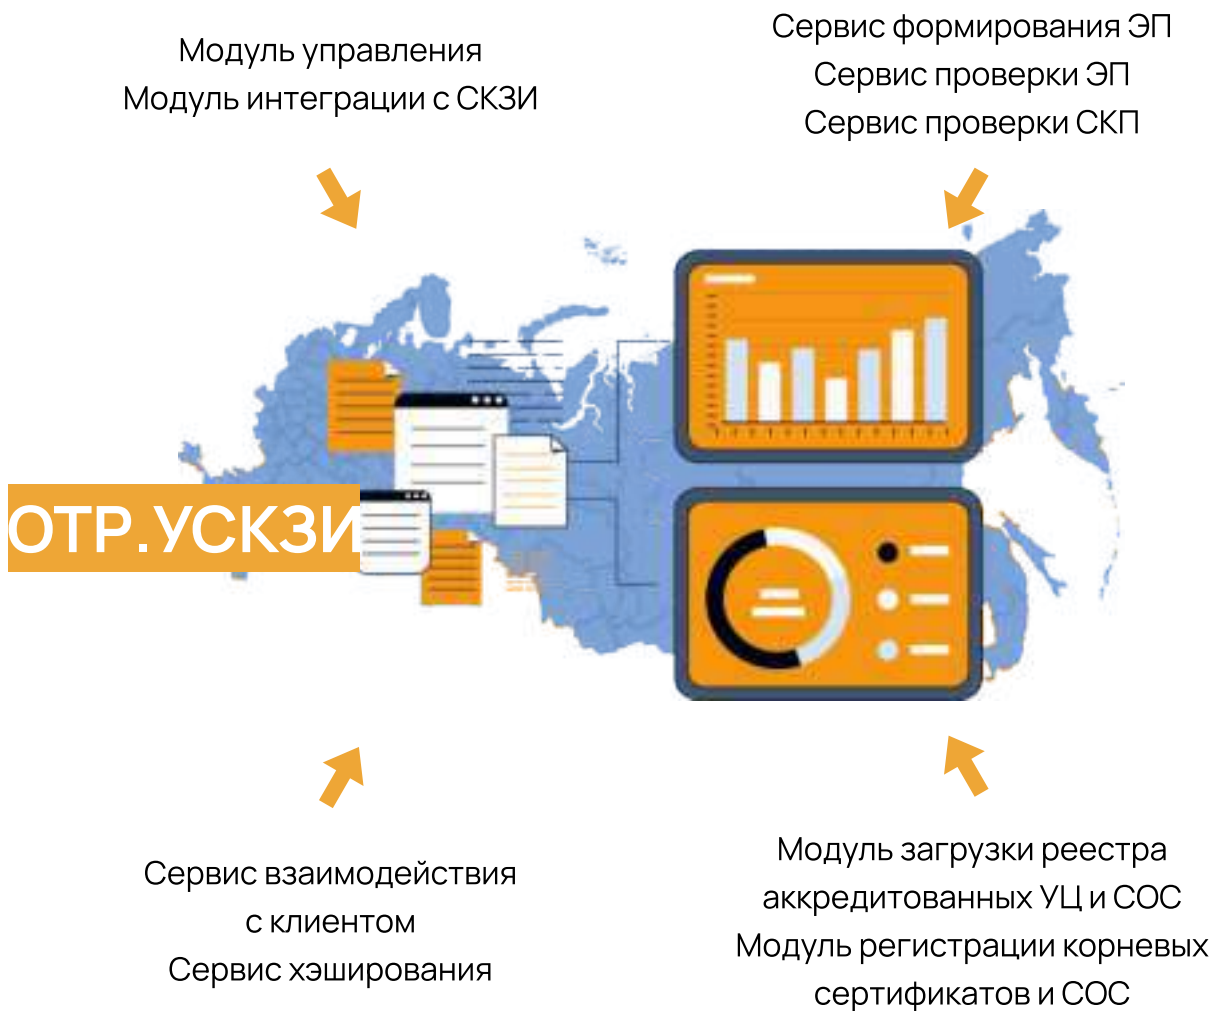 Модуль управления
Модуль интеграции с СКЗИ
Сервис формирования ЭП
Сервис проверки ЭП
Сервис проверки СКП
ОТР.УСКЗИ
Сервис взаимодействия
с клиентом
Сервис хэширования
Модуль загрузки реестра
аккредитованных УЦ и СОС
Модуль регистрации корневых
сертификатов и СОС